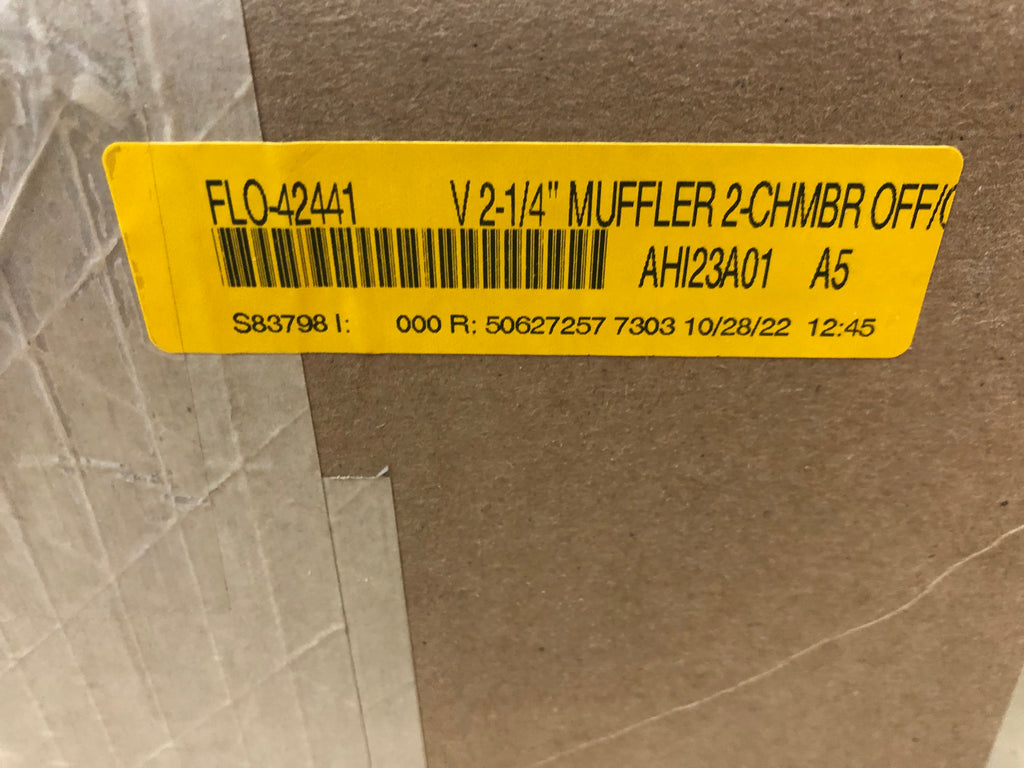 FLO-42441 V 2-1/4" MUFFLER 2-CHMBR OFF/
AHI23A01 A5
S83798 I: 000 R: 50627257 7303 10/28/22 12:45